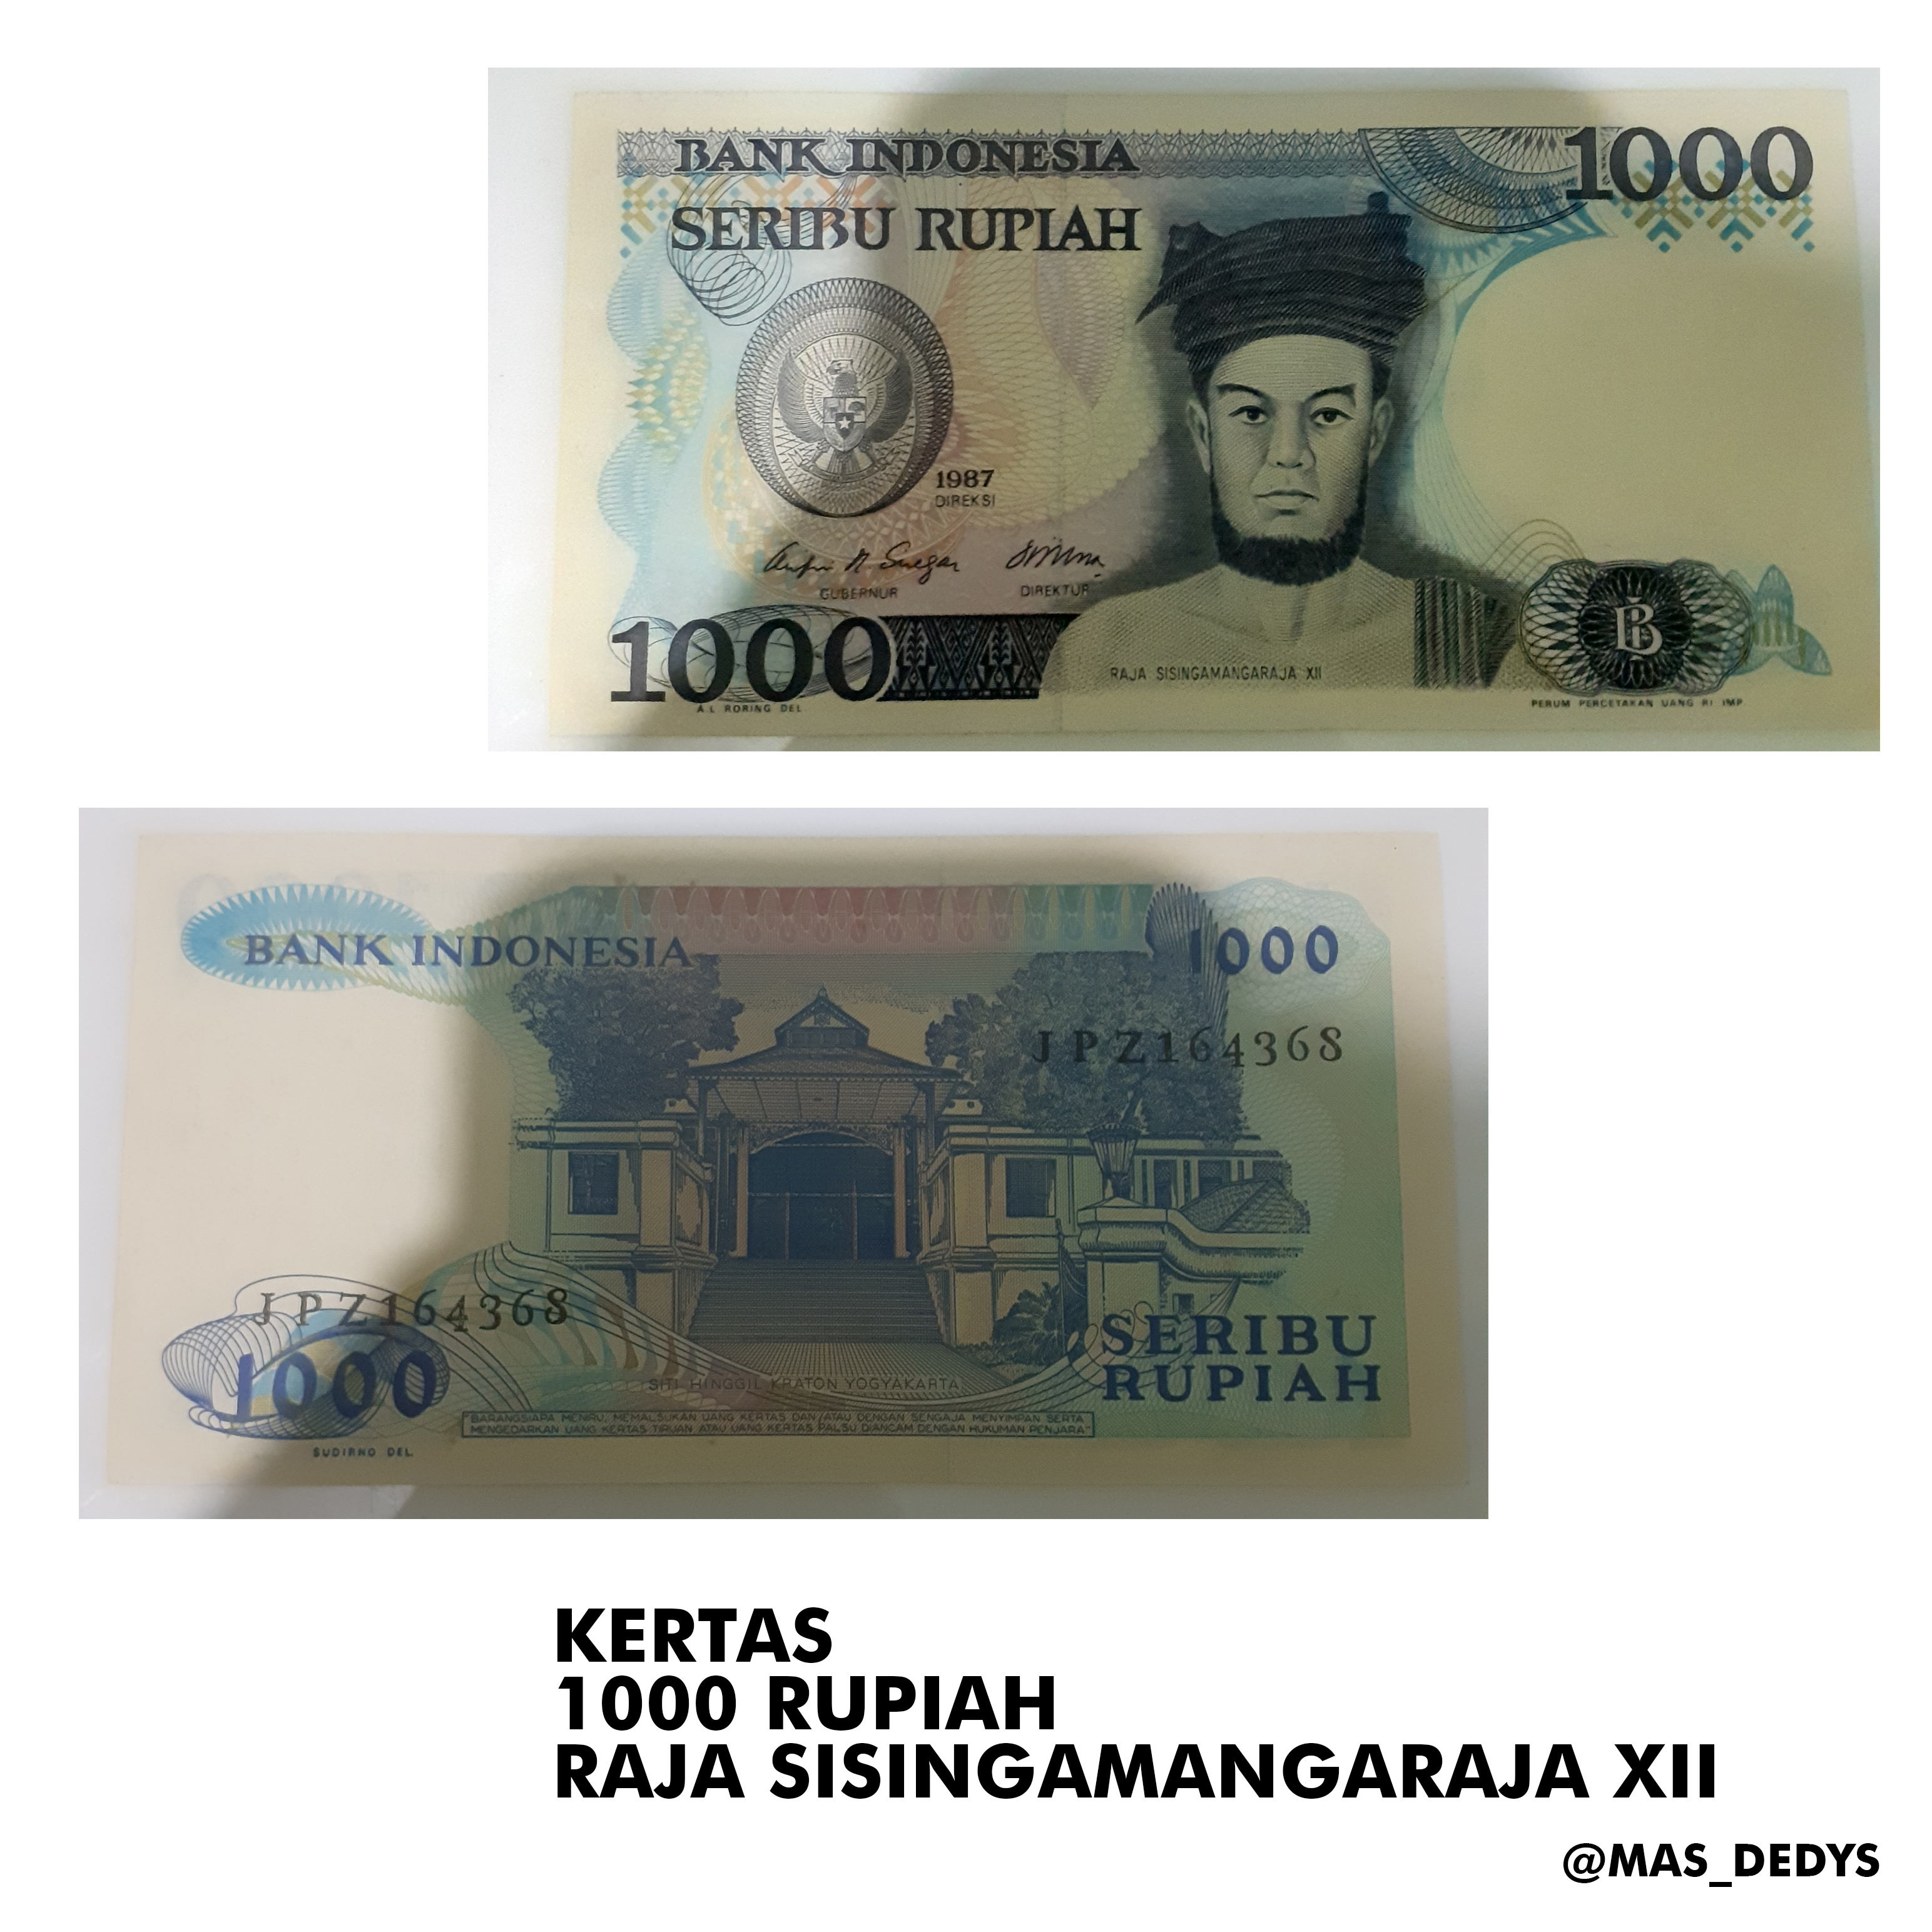 BANK INDONESIA
1000
SERIBU RUPIAH
1987
DIREKSI
GUBERNUR
DIREKTUR
1000
RAJA SISINGAMANGARAJA XII
BI
A L RORING DEL
PERUM PERCETAKAN UANG RI IMP
BANK INDONESIA
1000
JPZ164368
JPZ164368
1000
SERIBU
RUPIAH
SITI HINGGIL KRATON YOGYAKARTA
"BARANGSIAPA MENIRU, MEMALSUKAN UANG KERTAS DAN/ATAU DENGAN SENGAJA MENYIMPAN SERTA
MENGEDARKAN UANG KERTAS TIRUAN ATAU UANG KERTAS PALSU DIANCAM DENGAN HUKUMAN PENJARA"
SUDIRNO DEL
KERTAS
1000 RUPIAH
RAJA SISINGAMANGARAJA XII
@MAS_DEDYS